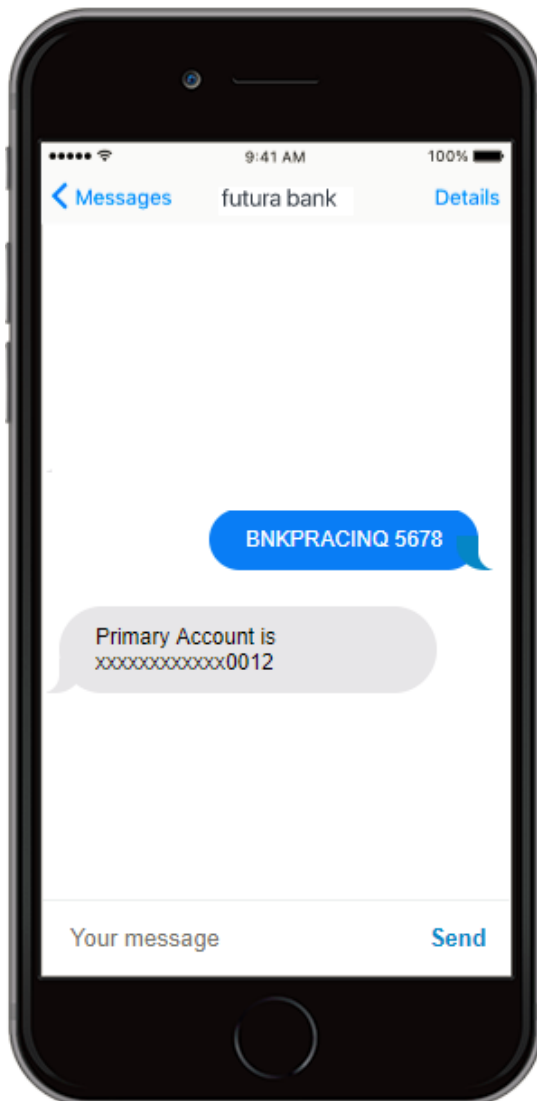 9:41 AM
100%
Messages
futura bank
Details
BNKPRACINQ 5678
Primary Account is
xxxxxxxxxxxx0012
Your message
Send